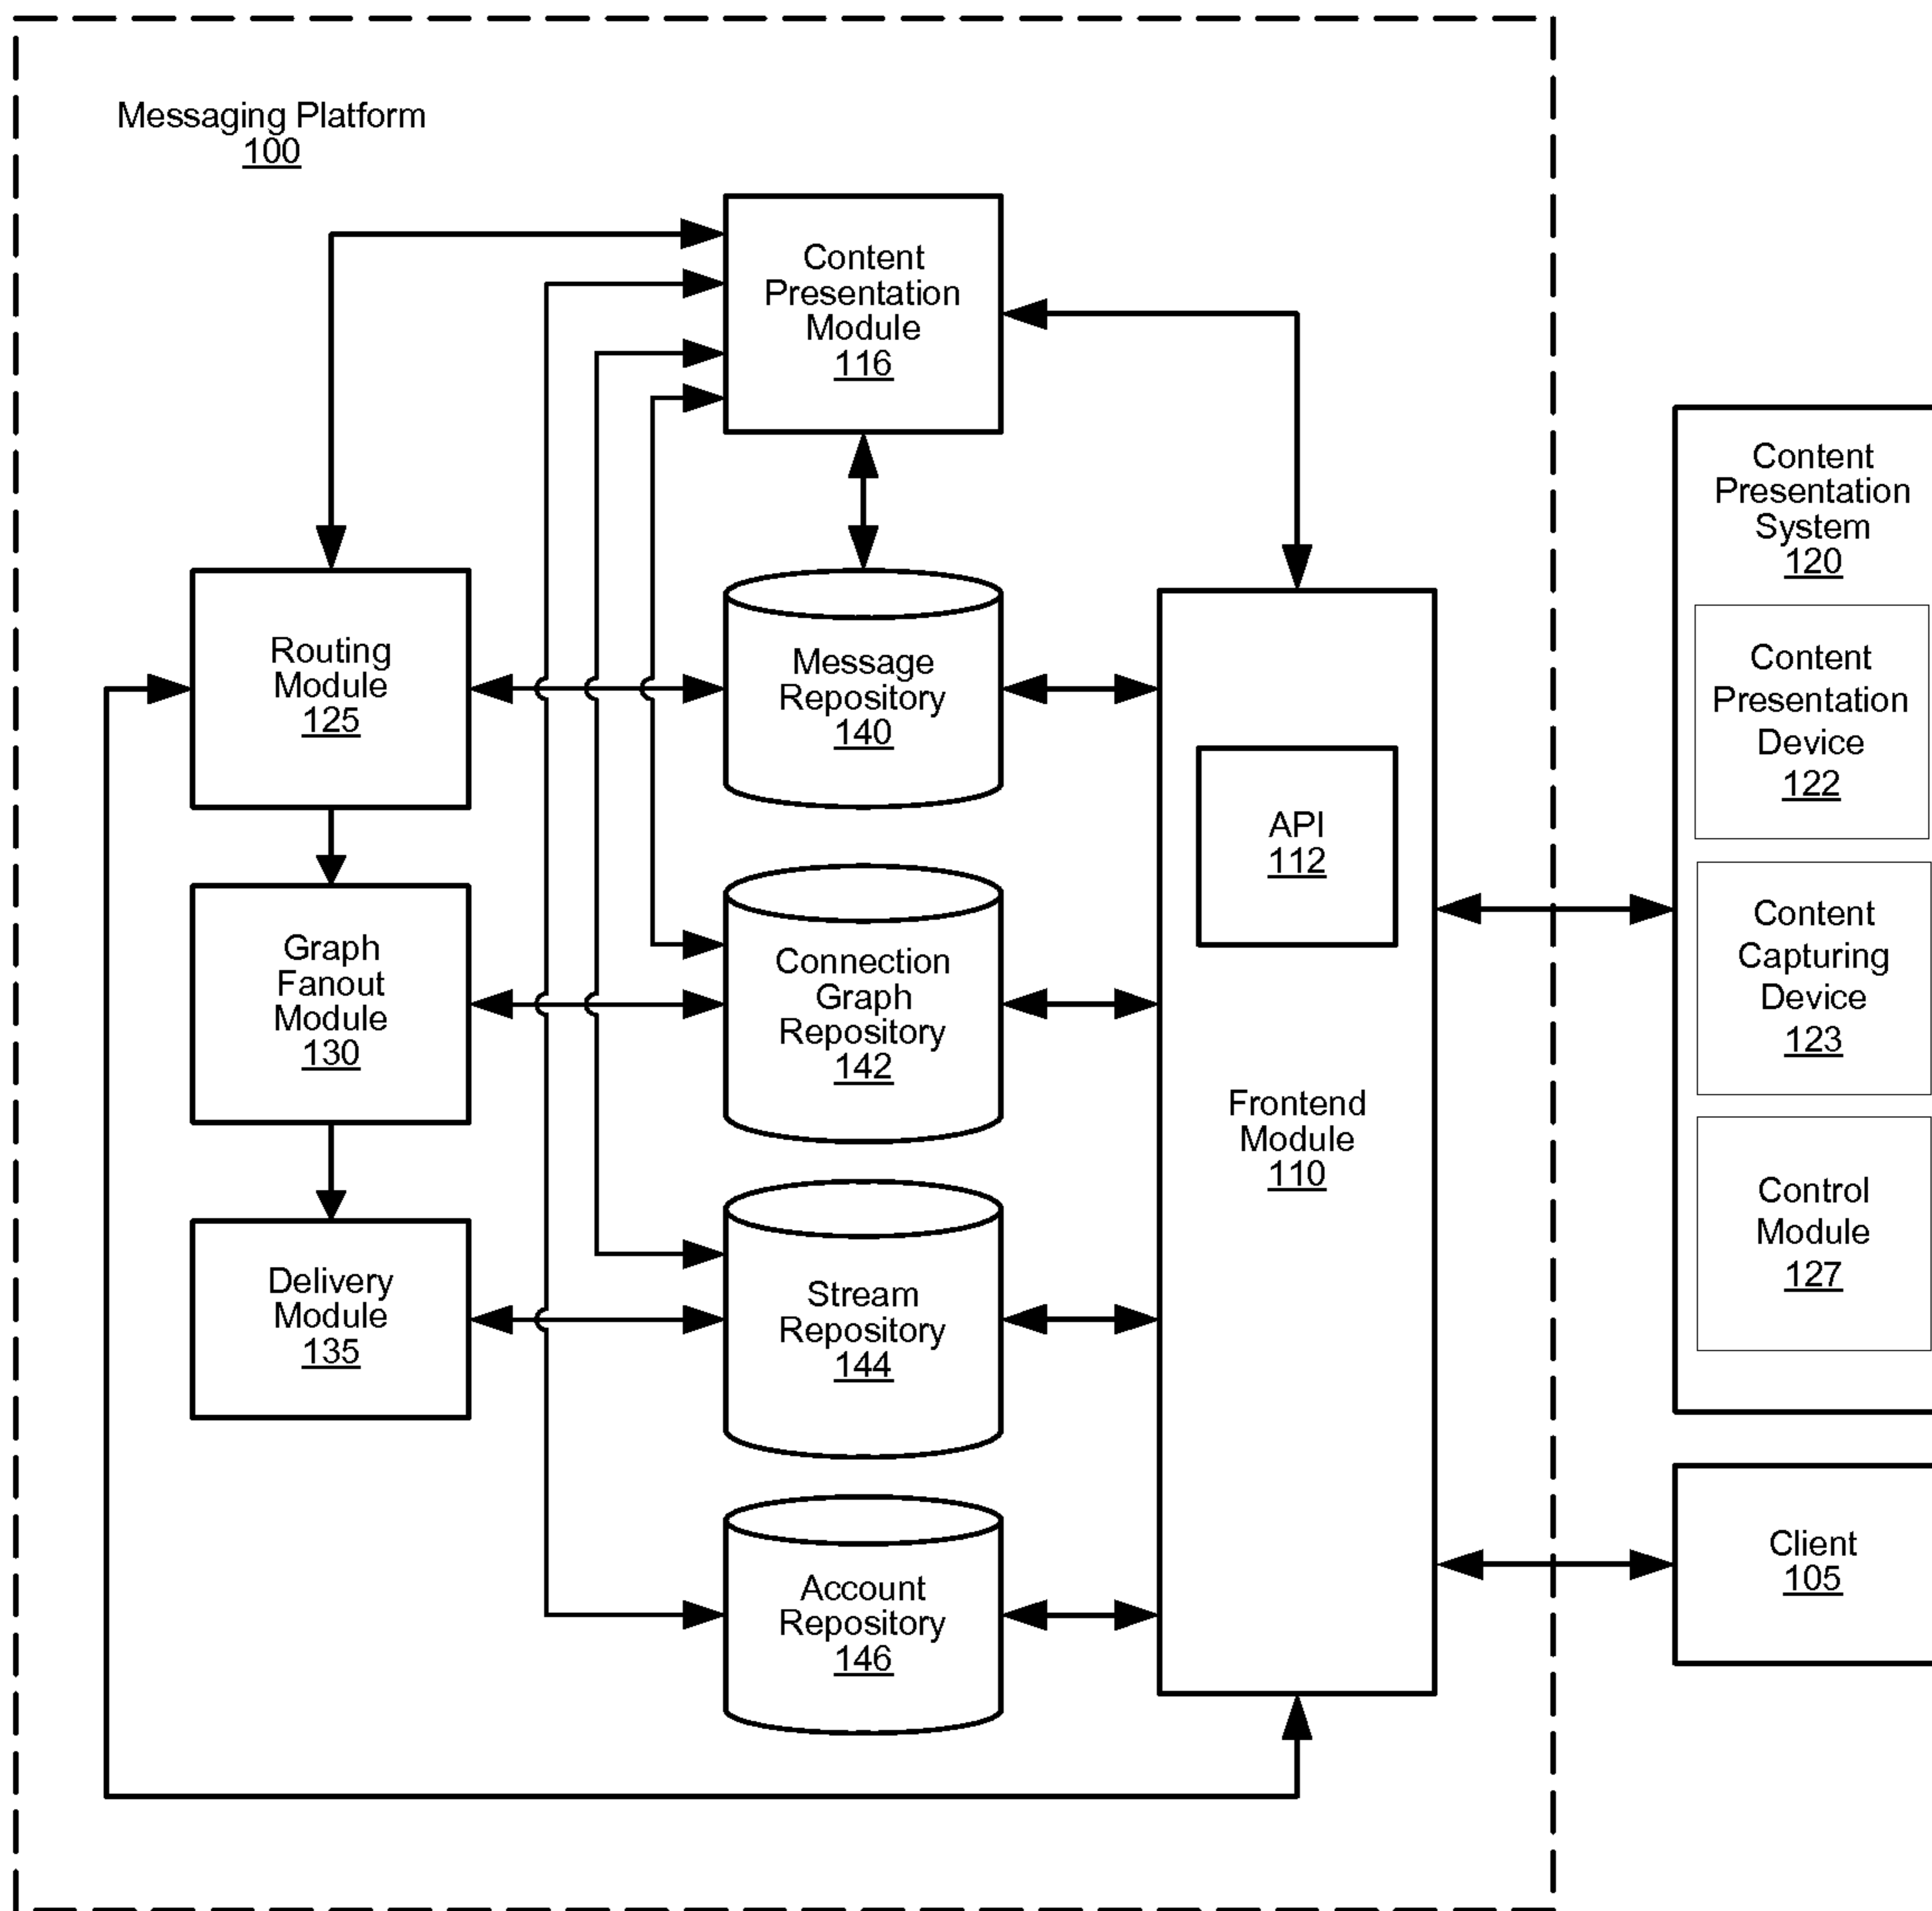 Messaging Platform
100
Content
Presentation
Module
116
Routing
Module
125
Graph
Fanout
Module
130
Delivery
Module
135
Message
Repository
140
Connection
Graph
Repository
142
Stream
Repository
144
Account
Repository
146
API
112
Frontend
Module
110
Content
Presentation
System
120
Content
Presentation
Device
122
Content
Capturing
Device
123
Control
Module
127
Client
105